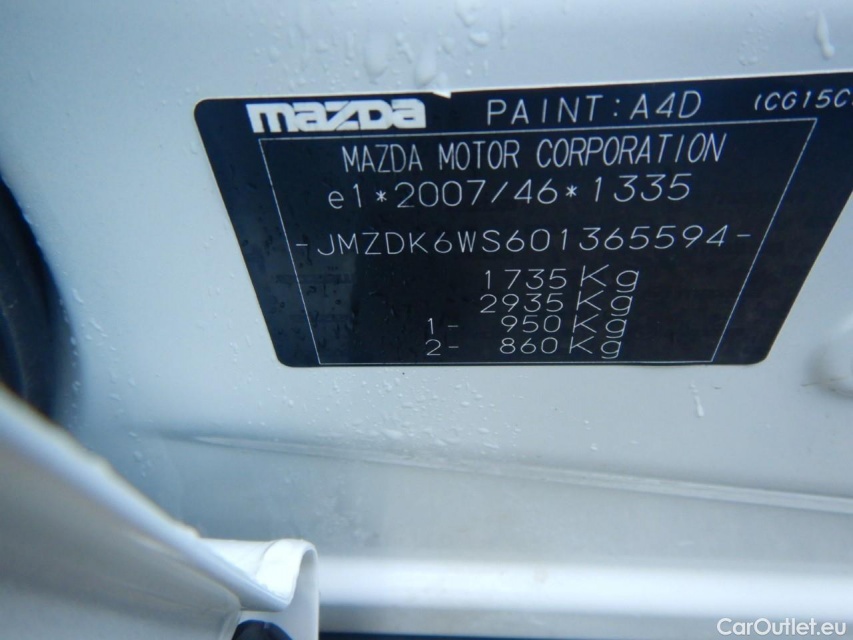 mazda PAINT:A4D 1CG15C
MAZDA MOTOR CORPORATION
e1*2007/46*1335
-JMZDK6WS601365594-
1735Kg
2935Kg
1- 950Kg
2- 860Kg
CarOutlet.eu